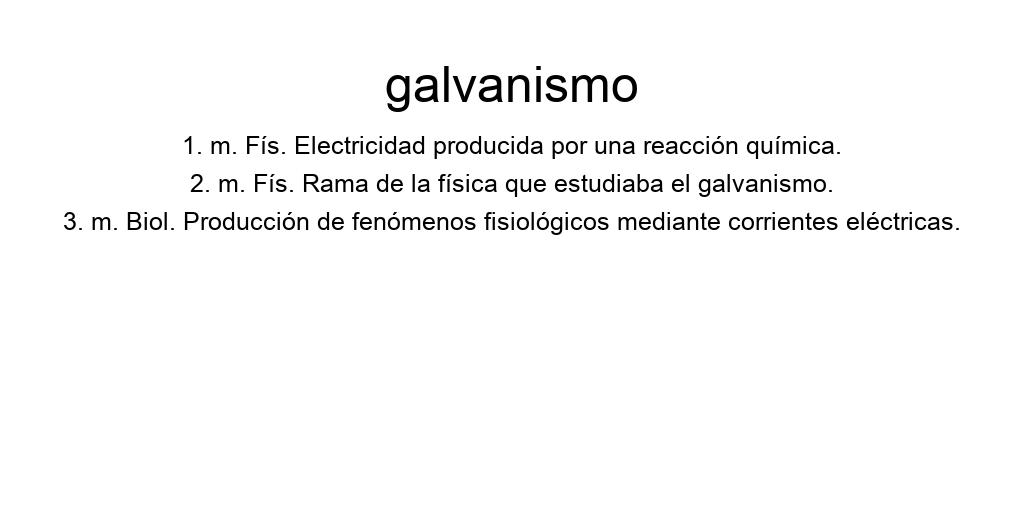 galvanismo
1. m. Fís. Electricidad producida por una reacción química.
2. m. Fís. Rama de la física que estudiaba el galvanismo.
3. m. Biol. Producción de fenómenos fisiológicos mediante corrientes eléctricas.